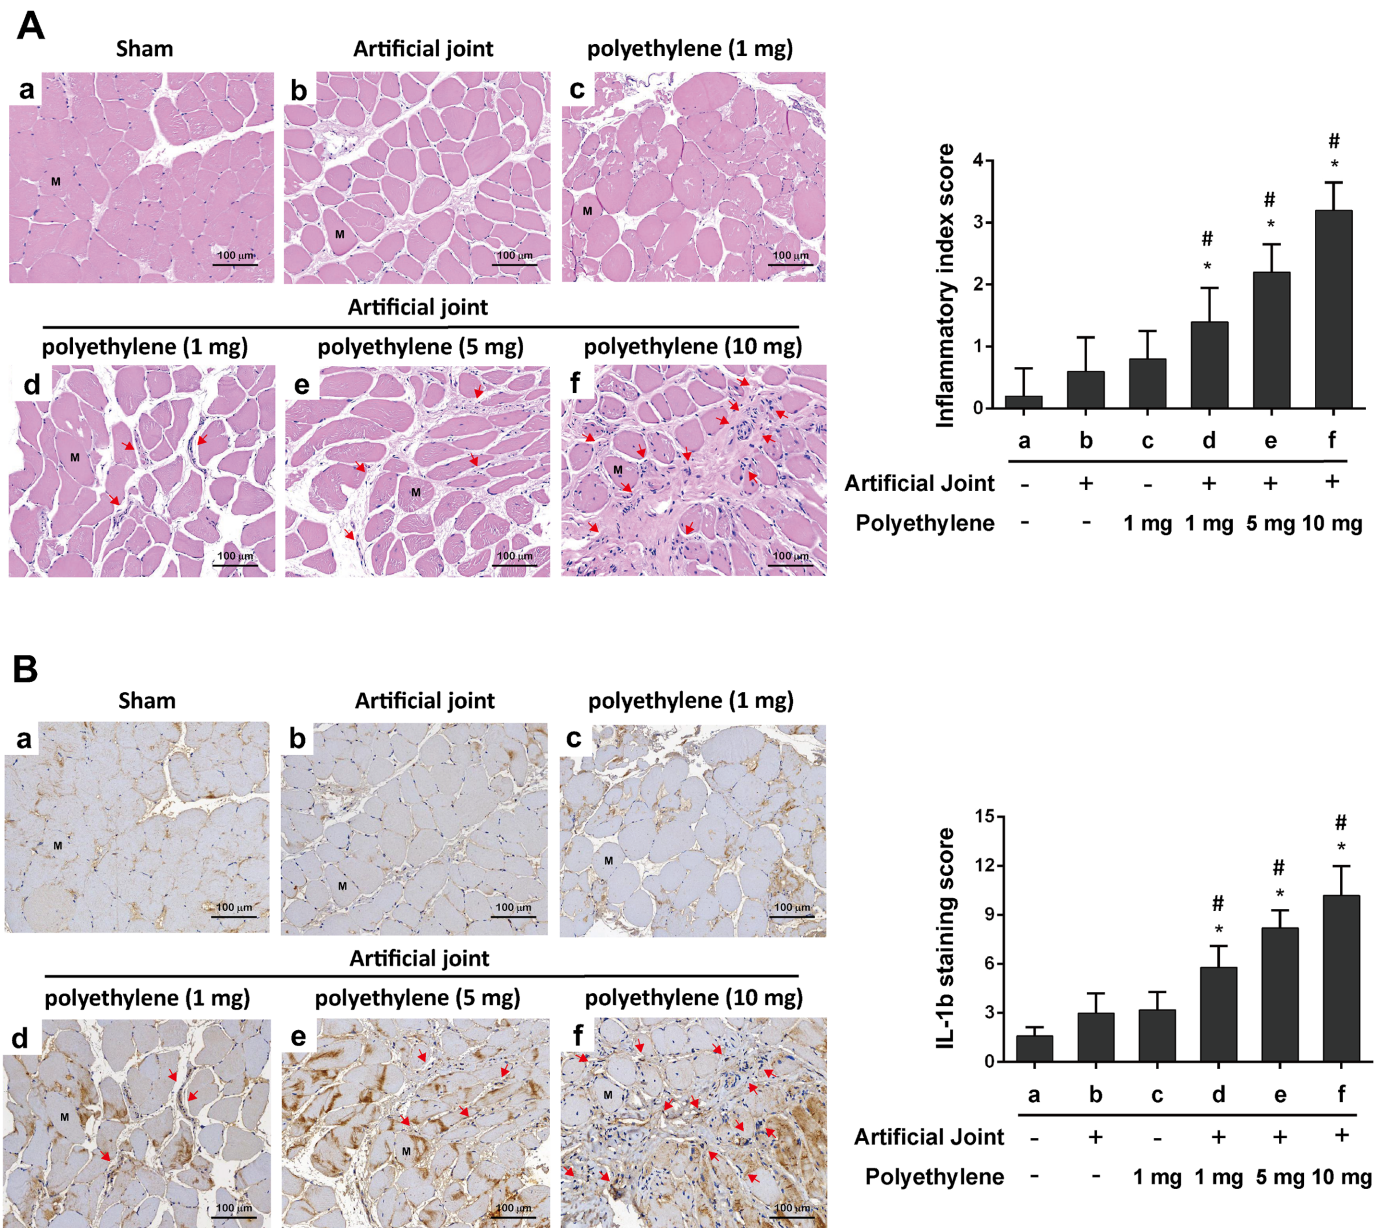 A
Sham
Artificial joint
polyethylene (1 mg)
a
b
c
M
M
M
100 µm
100 µm
100 µm
Artificial joint
polyethylene (1 mg)
polyethylene (5 mg)
polyethylene (10 mg)
d
e
f
M
M
M
100 µm
100 µm
100 µm
Inflammatory index score
4
3
2
1
0
#
*
#
*
#
*
a b c d e f
Artificial Joint - + - + + +
Polyethylene - - 1 mg 1 mg 5 mg 10 mg
B
Sham
Artificial joint
polyethylene (1 mg)
a
b
c
M
M
M
100 µm
100 µm
100 µm
Artificial joint
polyethylene (1 mg)
polyethylene (5 mg)
polyethylene (10 mg)
d
e
f
M
M
M
100 µm
100 µm
100 µm
IL-1b staining score
15
12
9
6
3
0
#
*
#
*
#
*
a b c d e f
Artificial Joint - + - + + +
Polyethylene - - 1 mg 1 mg 5 mg 10 mg